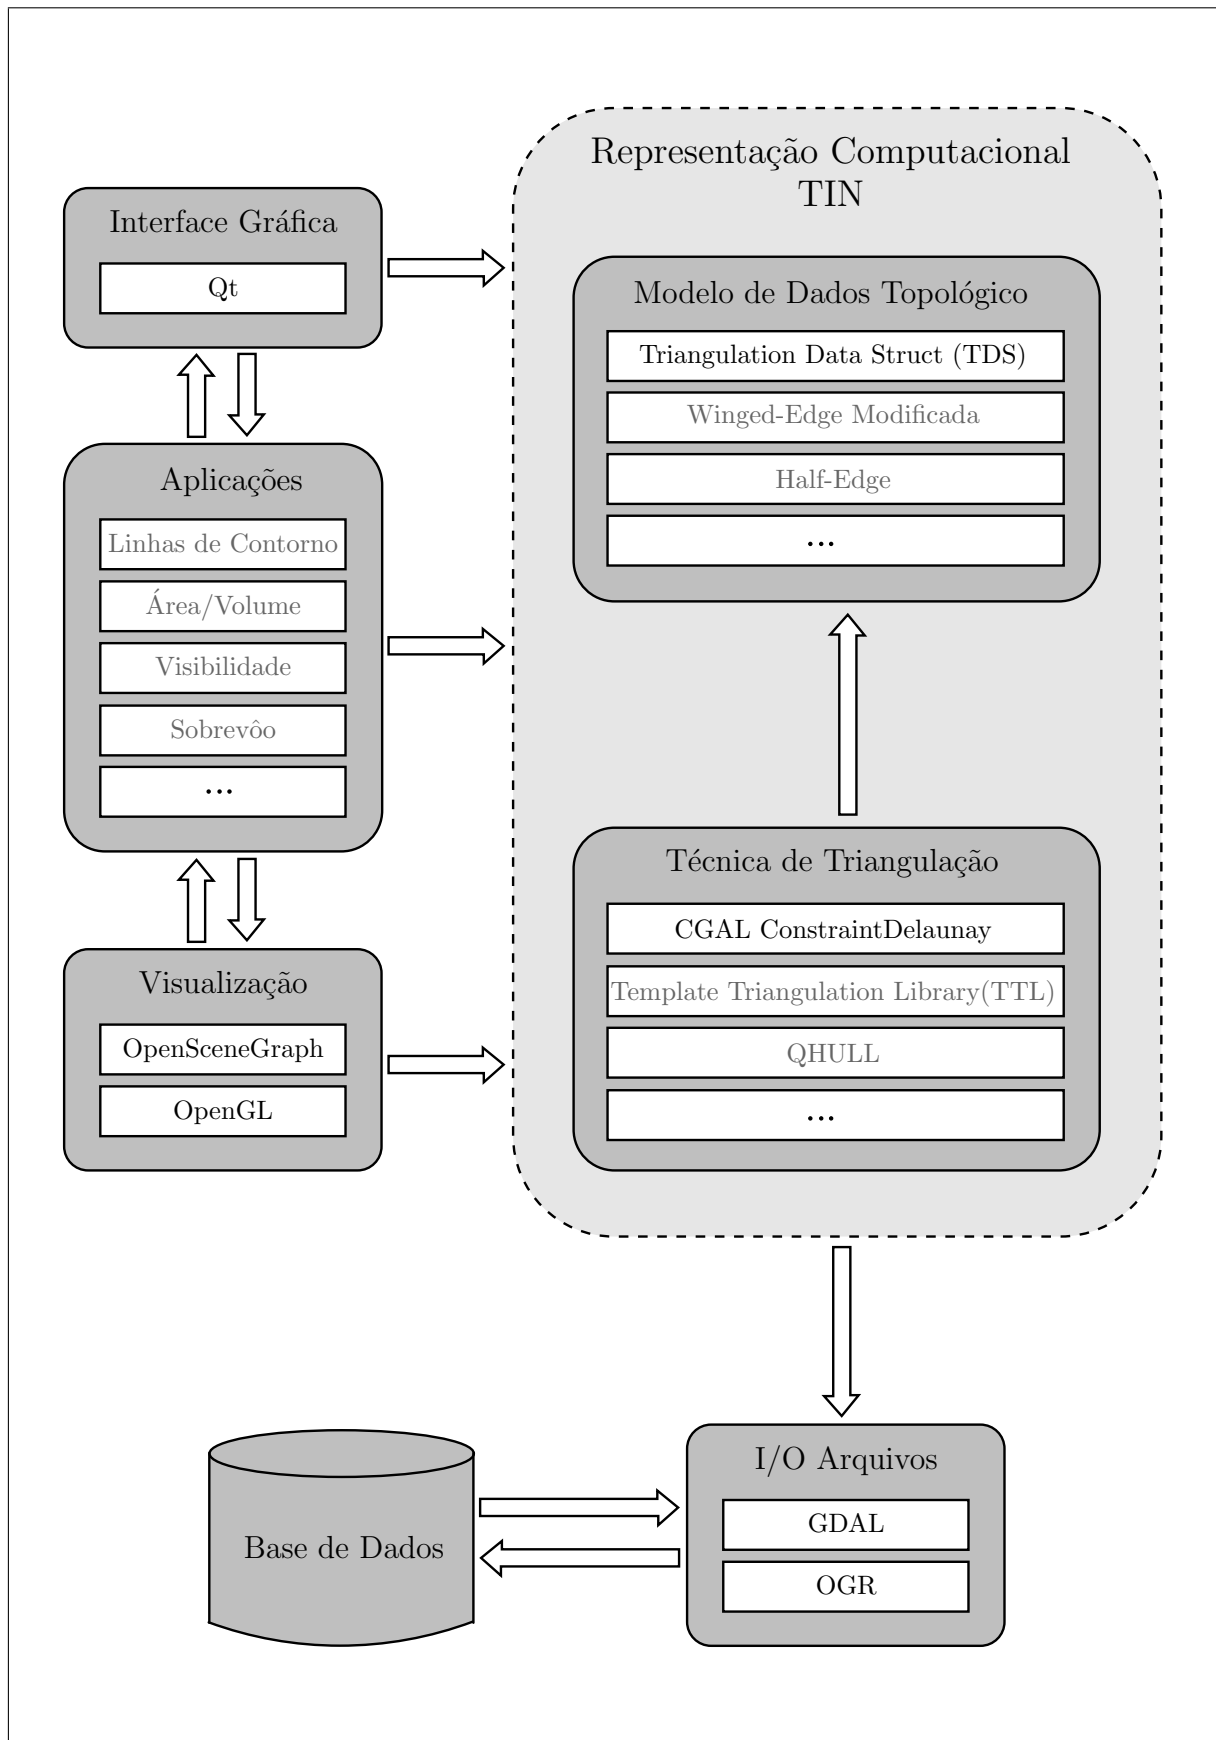 Representação Computacional
TIN
Interface Gráfica
Qt
Modelo de Dados Topológico
Triangulation Data Struct (TDS)
Winged-Edge Modificada
Half-Edge
...
Aplicações
Linhas de Contorno
Área/Volume
Visibilidade
Sobrevôo
...
Técnica de Triangulação
CGAL ConstraintDelaunay
Template Triangulation Library(TTL)
QHULL
...
Visualização
OpenSceneGraph
OpenGL
I/O Arquivos
GDAL
OGR
Base de Dados